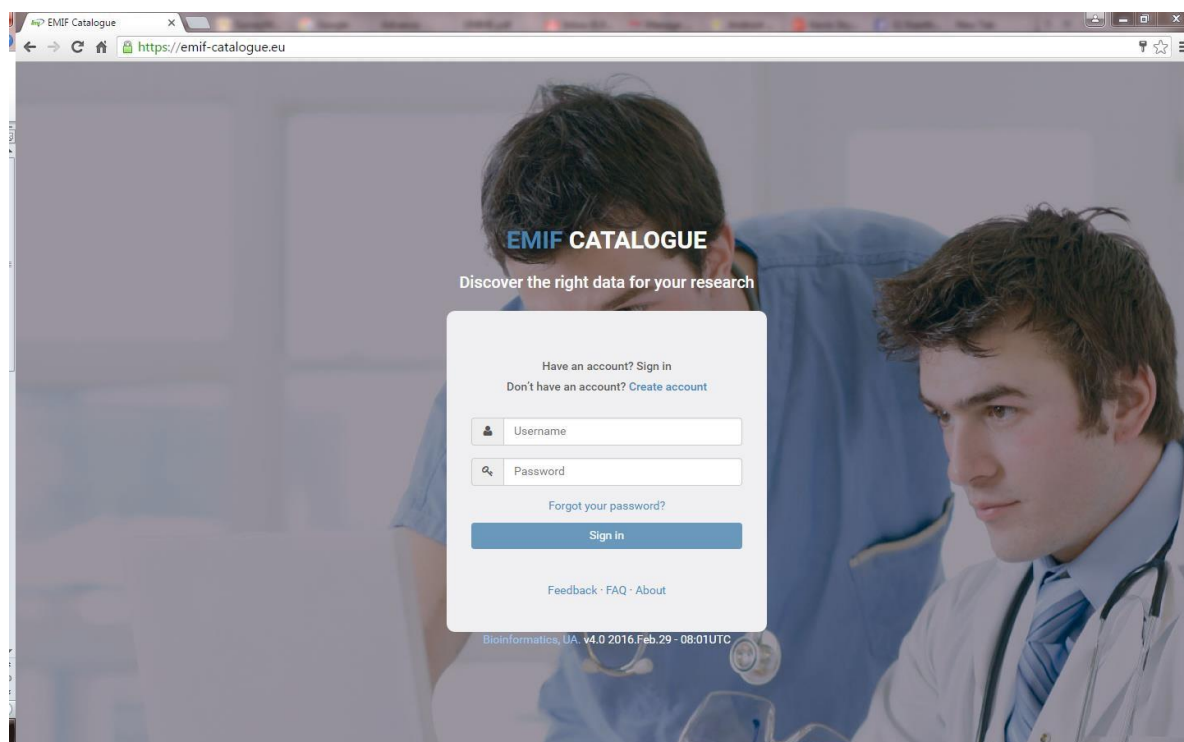 EMIF Catalogue
https://emif-catalogue.eu
EMIF CATALOGUE
Discover the right data for your research
Have an account? Sign in
Don't have an account? Create account
Username
Password
Forgot your password?
Sign in
Feedback · FAQ · About
Bioinformatics, UA. v4.0 2016.Feb.29 - 08:01UTC